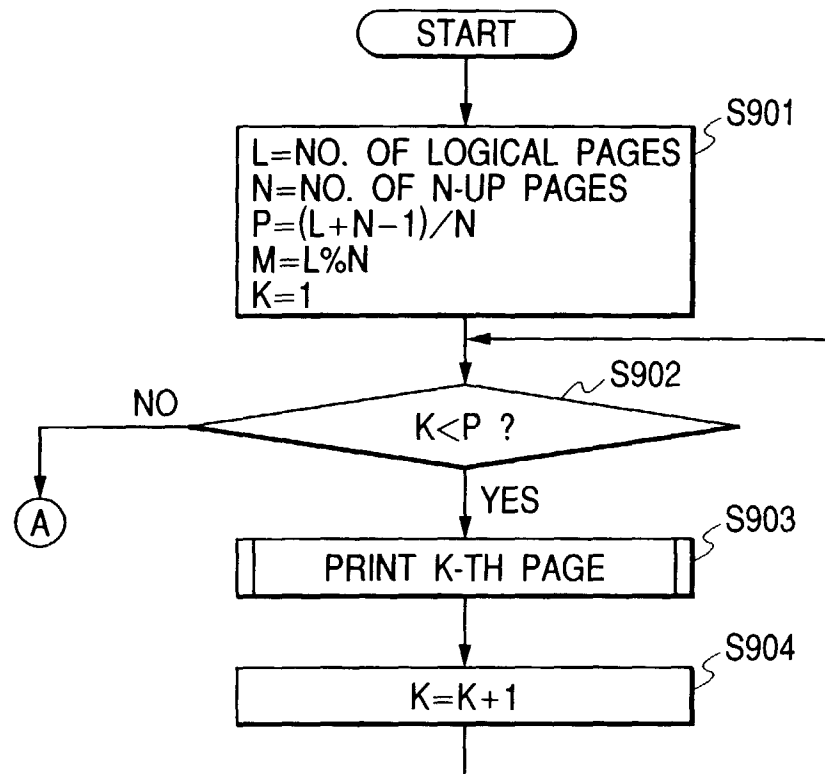 START
S901
L=NO. OF LOGICAL PAGES
N=NO. OF N-UP PAGES
P=(L+N-1)/N
M=L%N
K=1
S902
NO
K<P ?
A
YES
S903
PRINT K-TH PAGE
S904
K=K+1